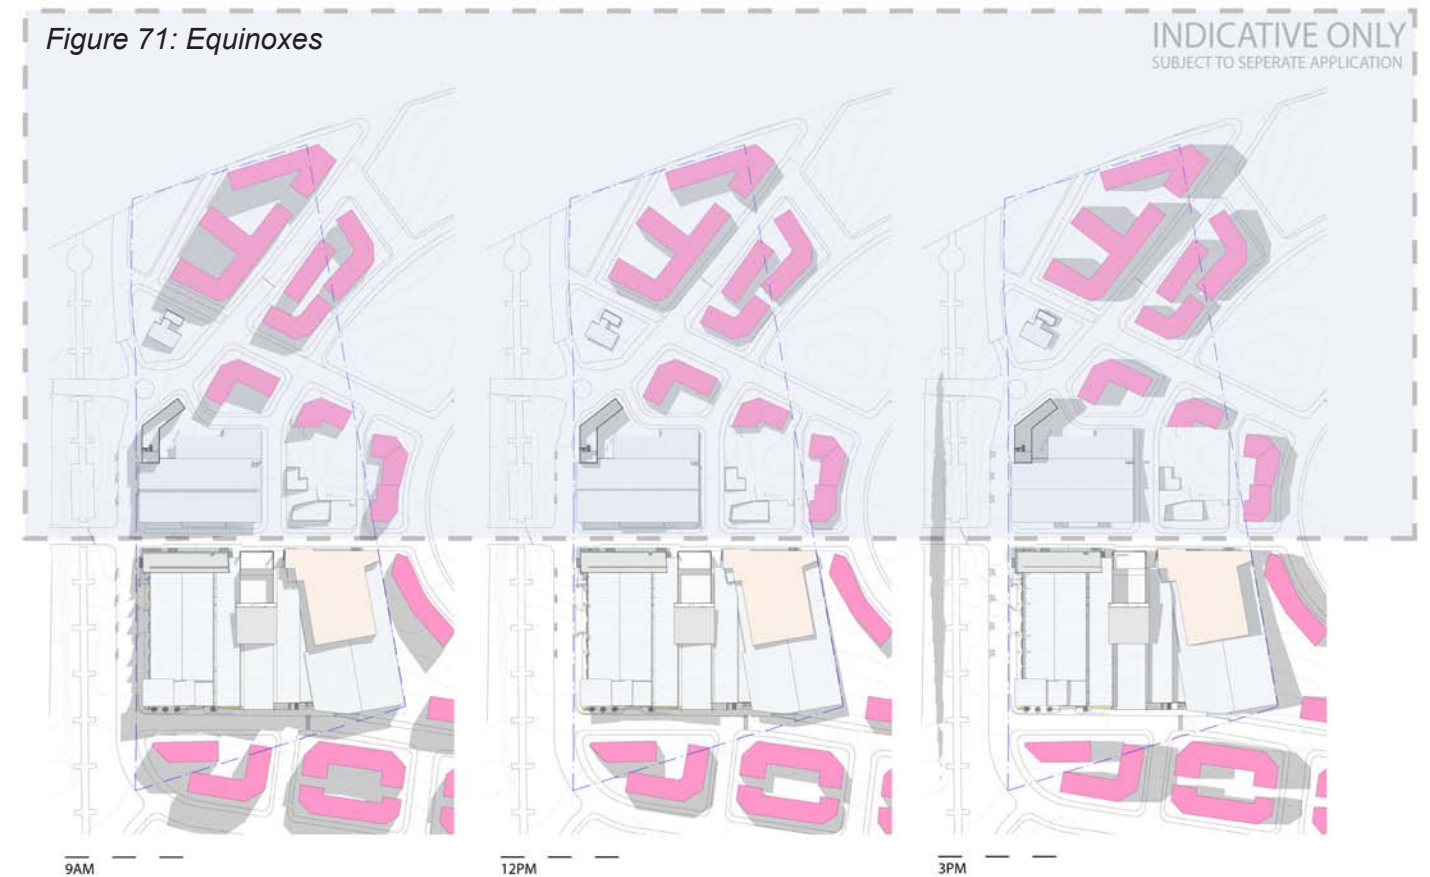 Figure 71: Equinoxes
INDICATIVE ONLY
SUBJECT TO SEPERATE APPLICATION
9AM
12PM
3PM